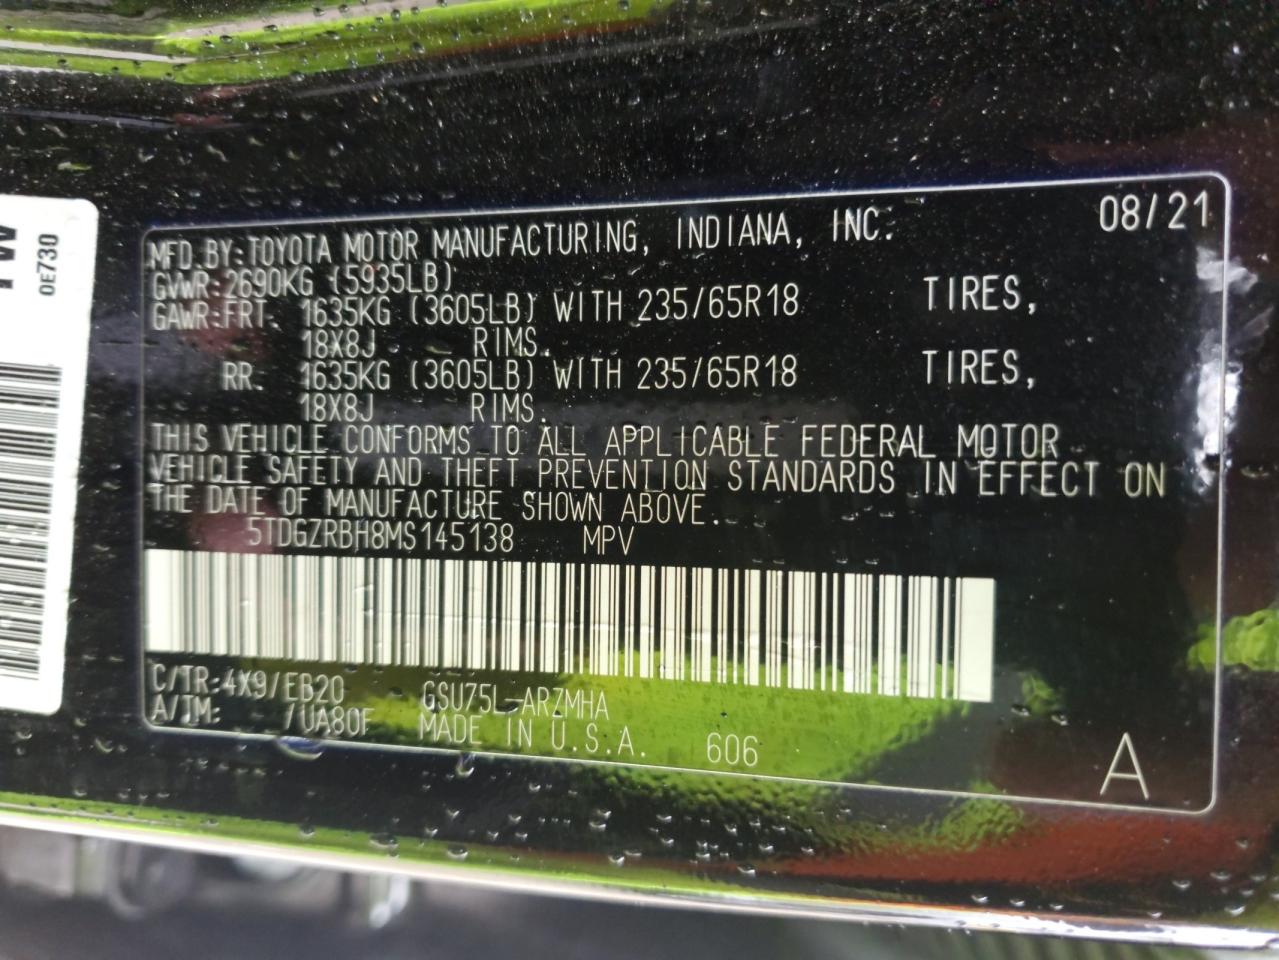 0E730
MFD.BY:TOYOTA MOTOR MANUFACTURING, INDIANA, INC. 08/21
GVWR:2690KG (5935LB)
GAWR:FRT. 1635KG (3605LB) WITH 235/65R18 TIRES,
18X8J RIMS.
RR. 1635KG (3605LB) WITH 235/65R18 TIRES,
18X8J RIMS.
THIS VEHICLE CONFORMS TO ALL APPLICABLE FEDERAL MOTOR
VEHICLE SAFETY AND THEFT PREVENTION STANDARDS IN EFFECT ON
THE DATE OF MANUFACTURE SHOWN ABOVE.
5TDGZRBH8MS145138 MPV
C/TR:4X9/EB20 GSU75L-ARZMHA
A/TM: /UA80F MADE IN U.S.A. 606
A